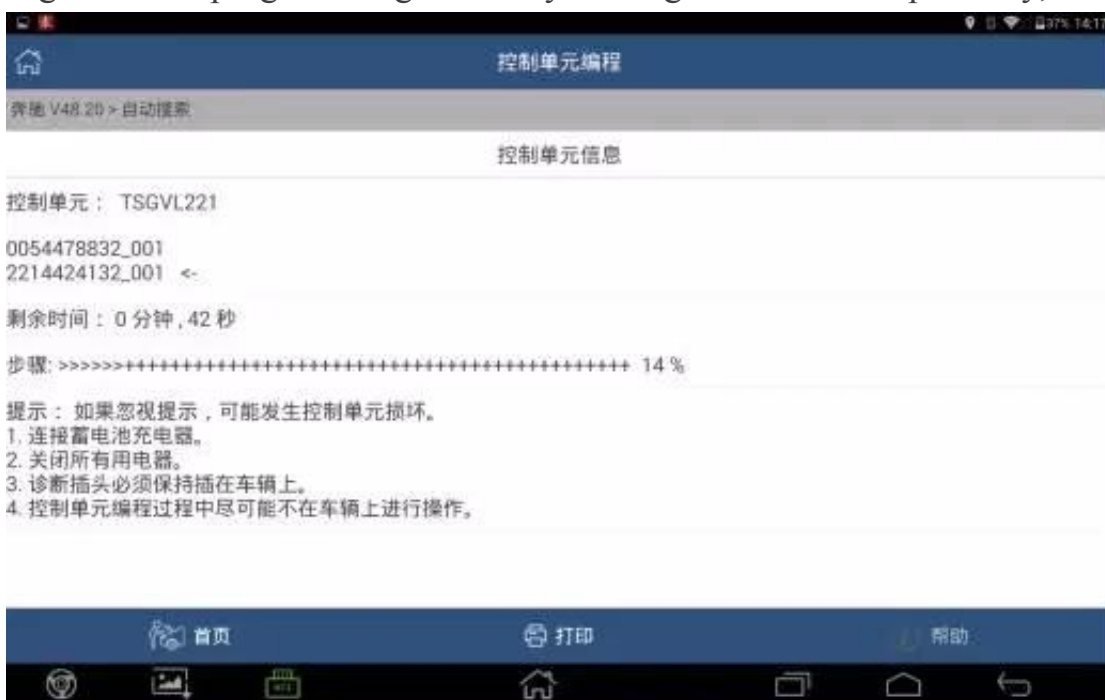 37% 14:17
控制单元编程
奔驰 V48.20 > 自动搜索
控制单元信息
控制单元： TSGVL221
0054478832_001
2214424132_001 <-
剩余时间： 0 分钟 , 42 秒
步骤: >>>>>>++++++++++++++++++++++++++++++++++++++++++++ 14 %
提示： 如果忽视提示，可能发生控制单元损坏。
1. 连接蓄电池充电器。
2. 关闭所有用电器。
3. 诊断插头必须保持插在车辆上。
4. 控制单元编程过程中尽可能不在车辆上进行操作。
首页
打印
帮助